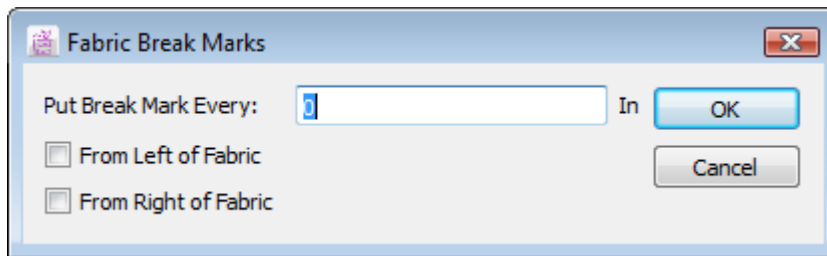 Fabric Break Marks
Put Break Mark Every: 0 In OK
From Left of Fabric
Cancel
From Right of Fabric